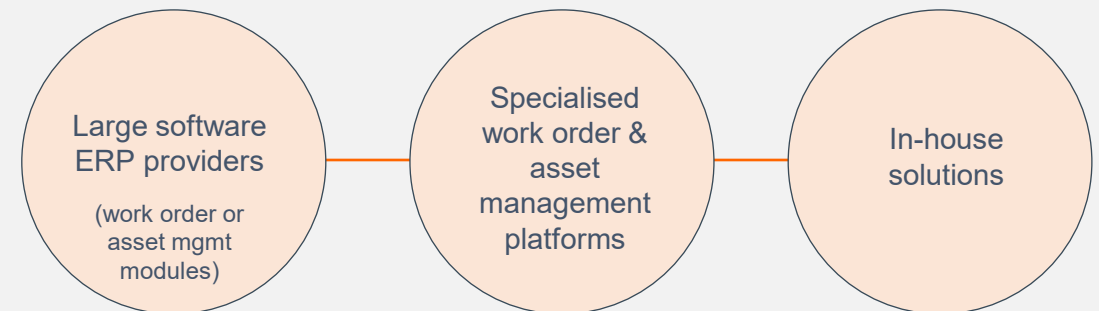 Large software
ERP providers
(work order or
asset mgmt
modules)
Specialised
work order &
asset
management
platforms
In-house
solutions